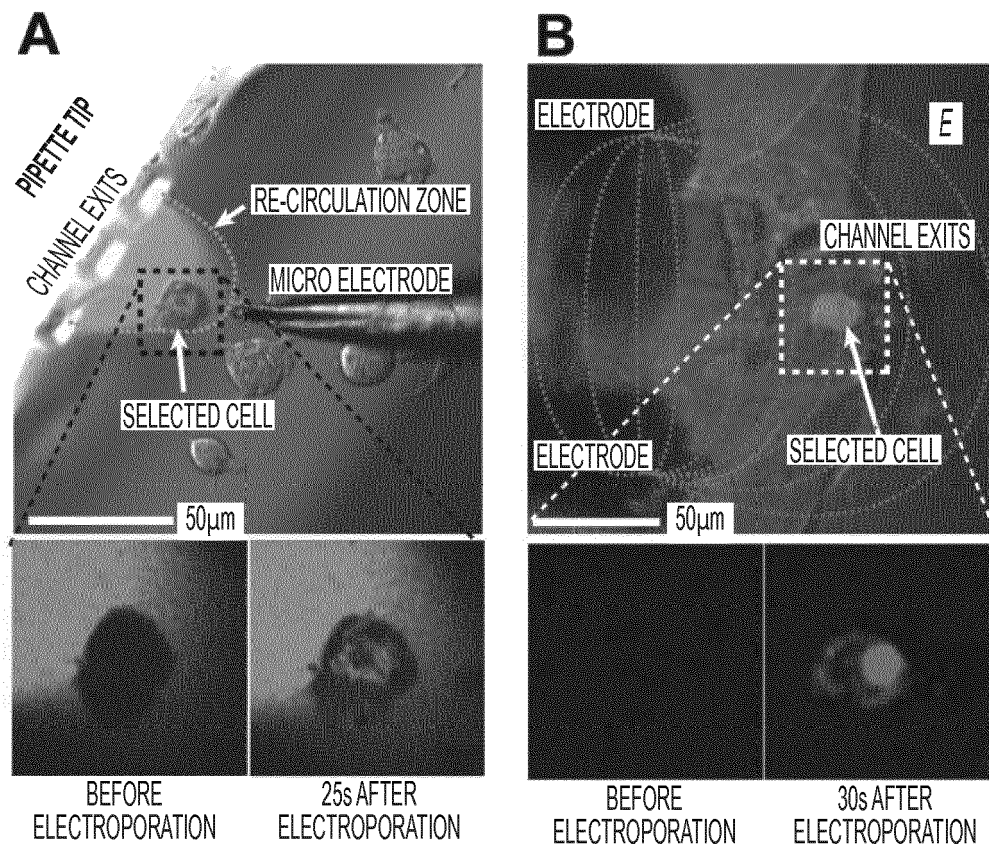 A
PIPETTE TIP
CHANNEL EXITS
RE-CIRCULATION ZONE
MICRO ELECTRODE
SELECTED CELL
50µm
BEFORE
ELECTROPORATION
25s AFTER
ELECTROPORATION
B
ELECTRODE
E
CHANNEL EXITS
SELECTED CELL
ELECTRODE
50µm
BEFORE
ELECTROPORATION
30s AFTER
ELECTROPORATION